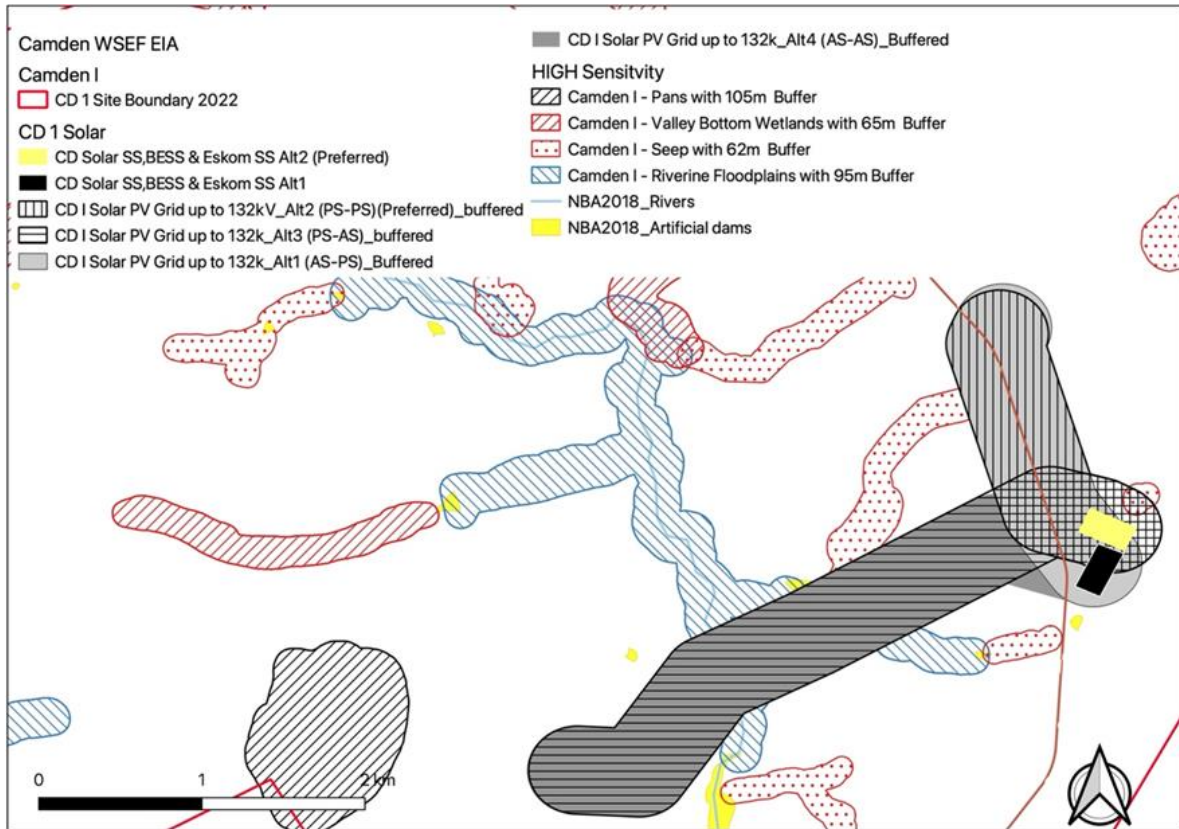 Camden WSEF EIA
Camden I
CD 1 Site Boundary 2022
CD 1 Solar
CD Solar SS,BESS & Eskom SS Alt2 (Preferred)
CD Solar SS,BESS & Eskom SS Alt1
CD I Solar PV Grid up to 132kV_Alt2 (PS-PS)(Preferred)_buffered
CD I Solar PV Grid up to 132k_Alt3 (PS-AS)_buffered
CD I Solar PV Grid up to 132k_Alt1 (AS-PS)_Buffered
CD I Solar PV Grid up to 132k_Alt4 (AS-AS)_Buffered
HIGH Sensitvity
Camden I - Pans with 105m Buffer
Camden I - Valley Bottom Wetlands with 65m Buffer
Camden I - Seep with 62m Buffer
Camden I - Riverine Floodplains with 95m Buffer
NBA2018_Rivers
NBA2018_Artificial dams
0 1 2 km